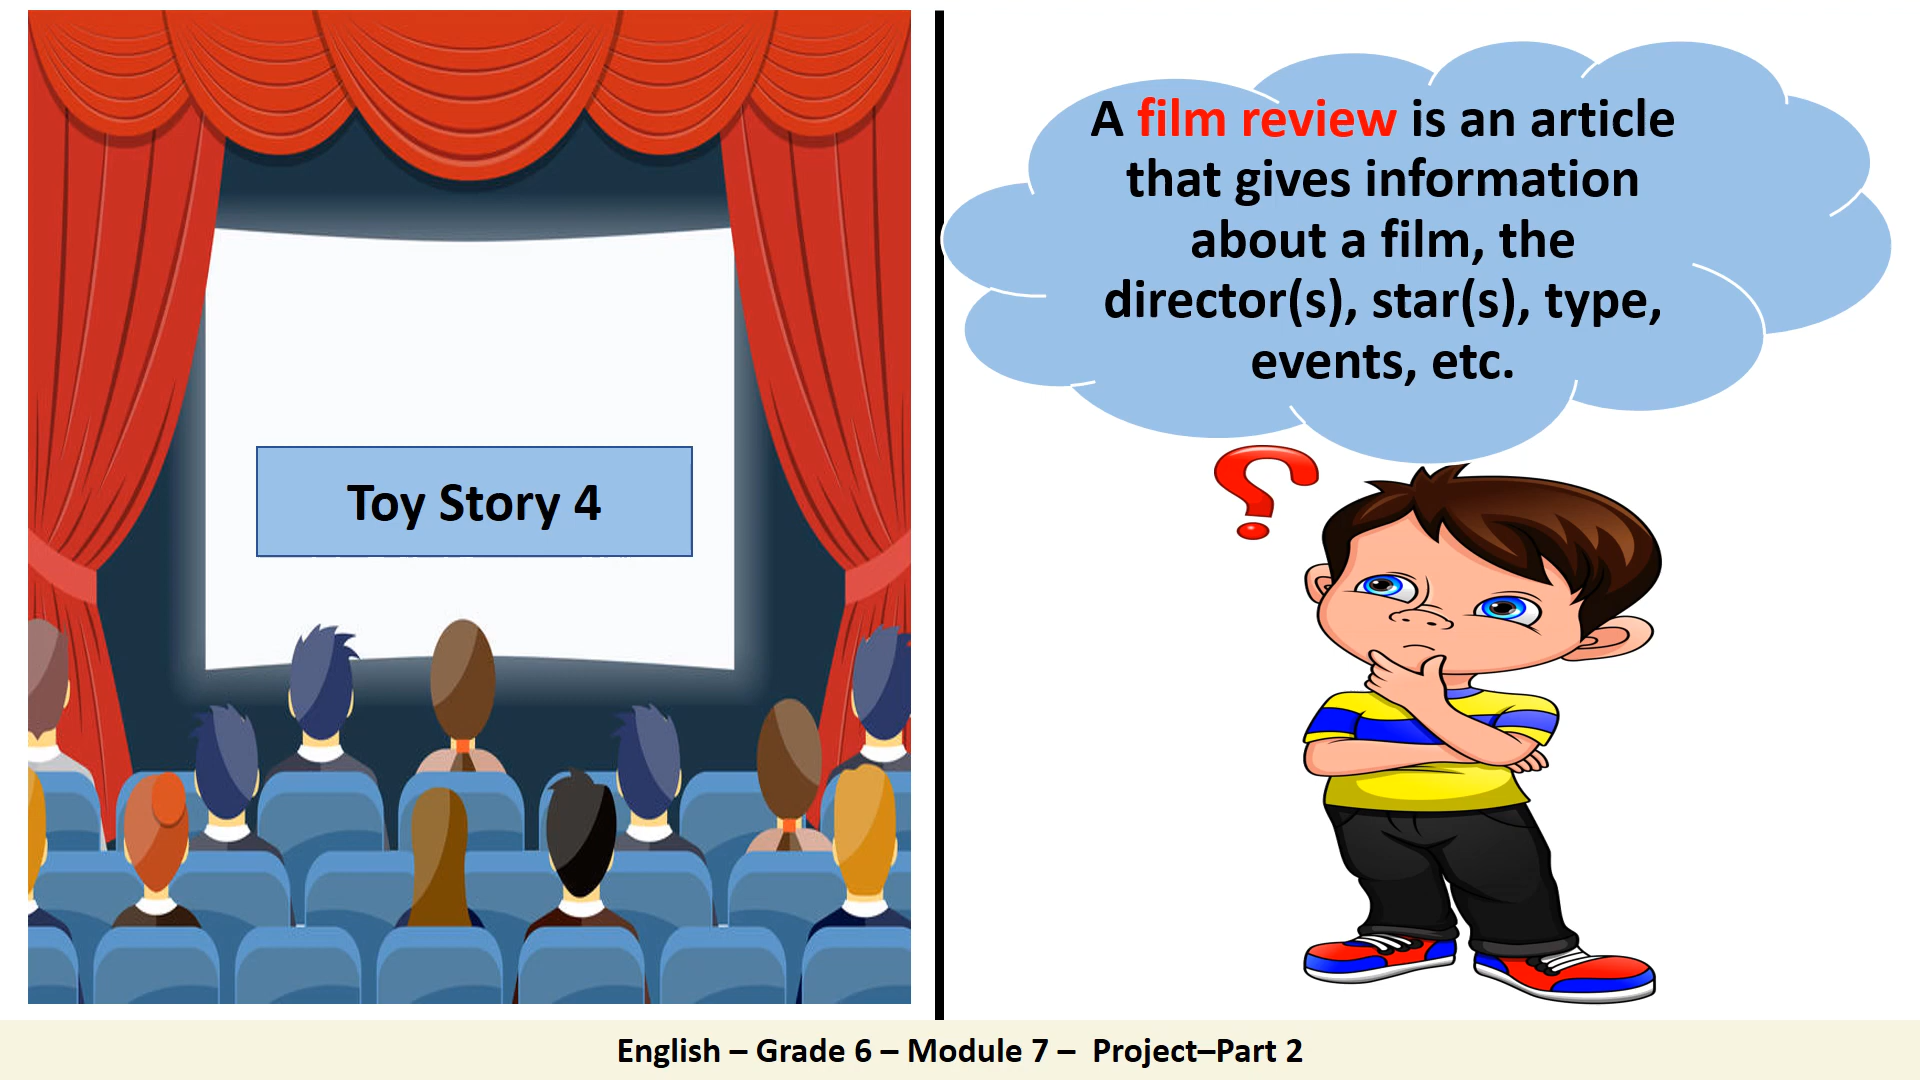 Toy Story 4
A film review is an article
that gives information
about a film, the
director(s), star(s), type,
events, etc.
English – Grade 6 – Module 7 – Project–Part 2